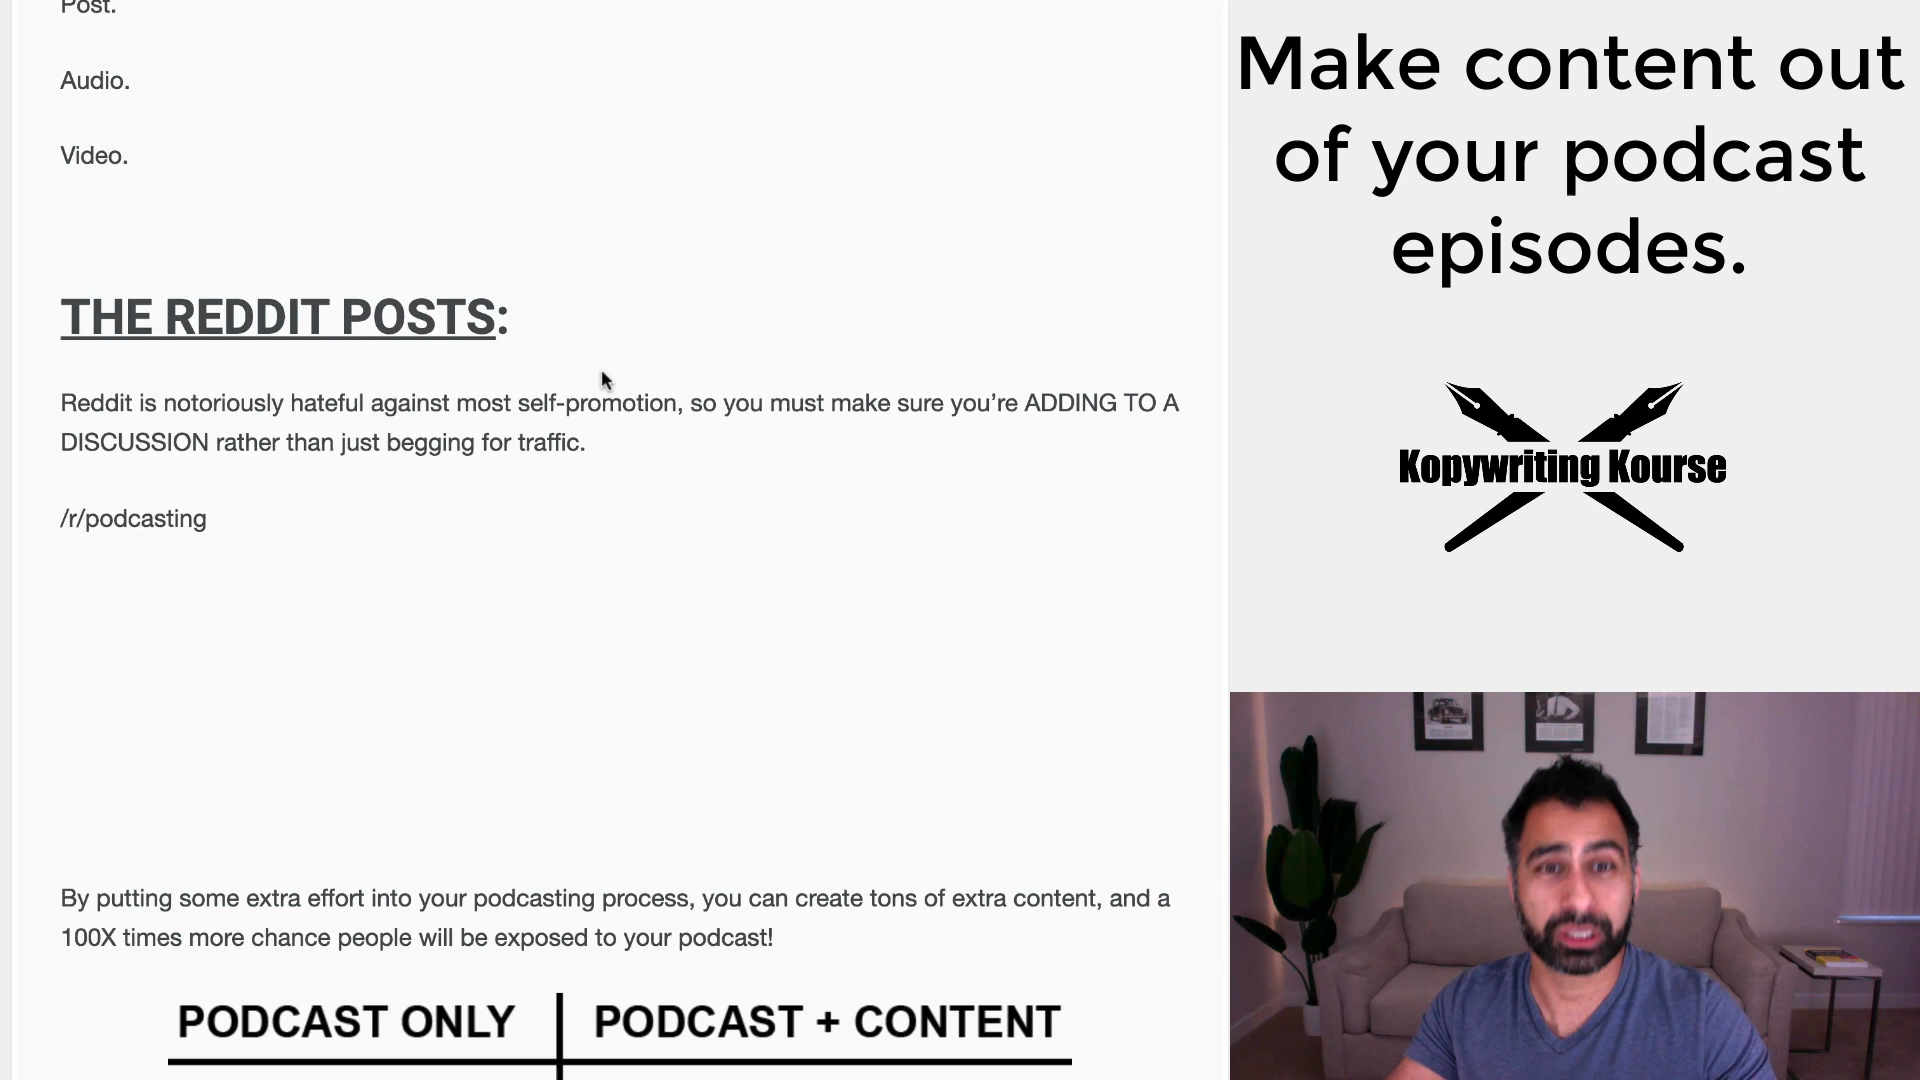 Post.
Audio.
Video.
THE REDDIT POSTS:
Reddit is notoriously hateful against most self-promotion, so you must make sure you’re ADDING TO A
DISCUSSION rather than just begging for traffic.
/r/podcasting
By putting some extra effort into your podcasting process, you can create tons of extra content, and a
100X times more chance people will be exposed to your podcast!
PODCAST ONLY
PODCAST + CONTENT
Make content out
of your podcast
episodes.
Kopywriting Kourse